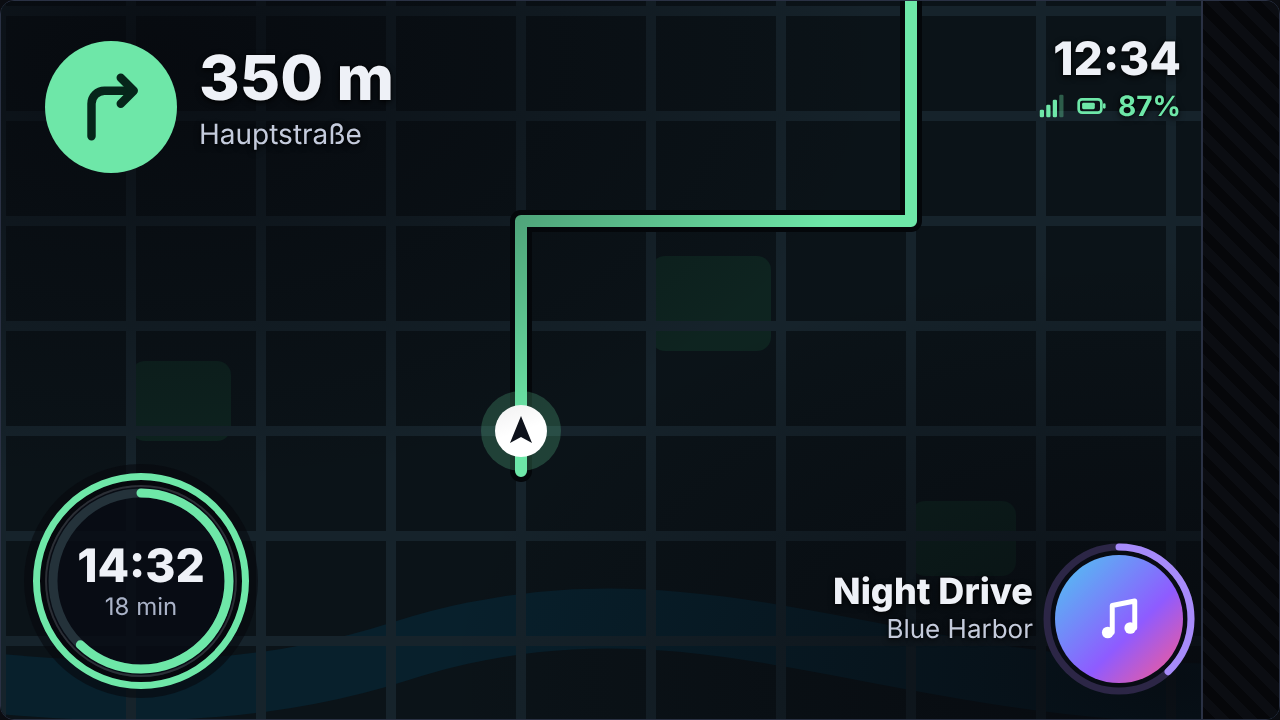 350 m
Hauptstraße
12:34
87%
14:32
18 min
Night Drive
Blue Harbor